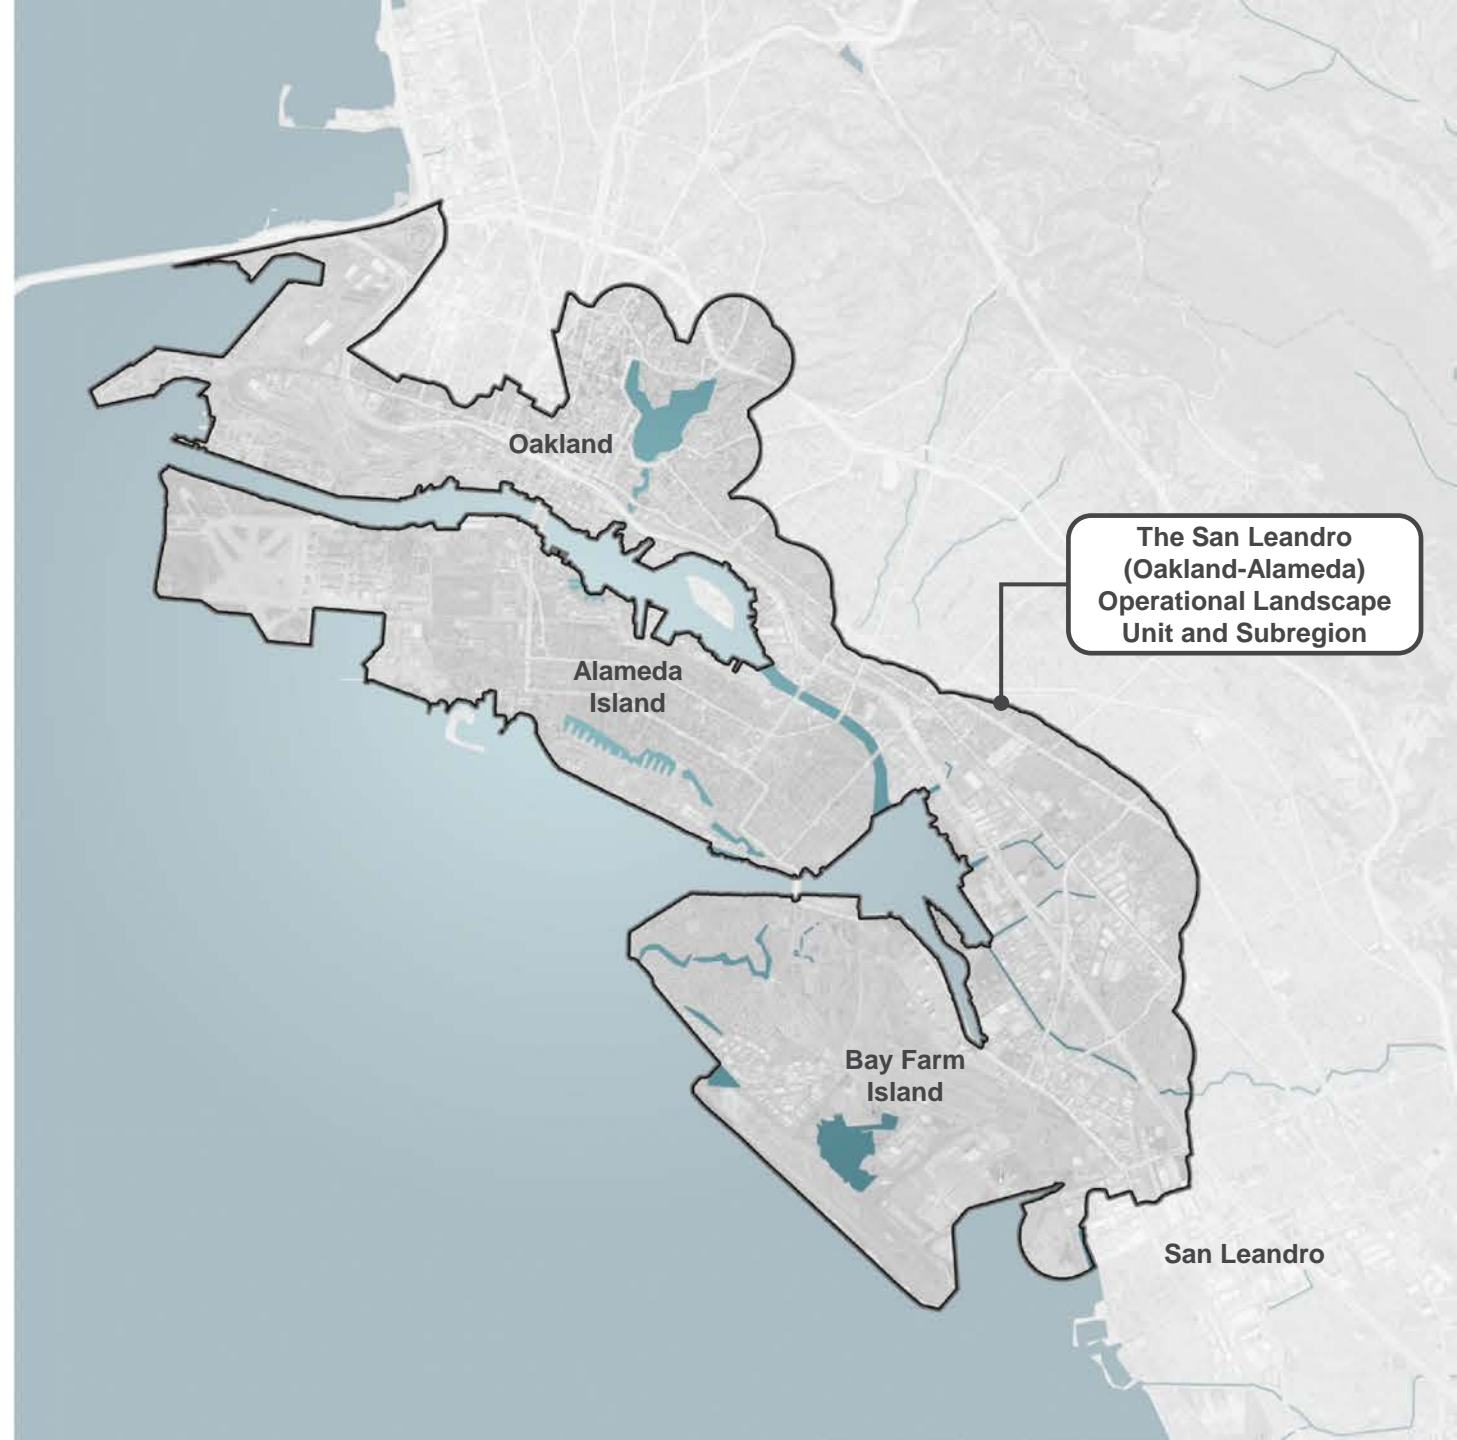 Oakland
The San Leandro
(Oakland-Alameda)
Operational Landscape
Unit and Subregion
Alameda
Island
Bay Farm
Island
San Leandro